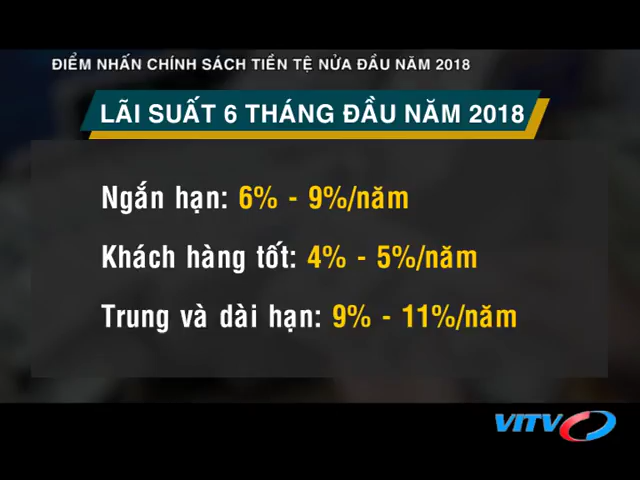 ĐIỂM NHẤN CHÍNH SÁCH TIỀN TỆ NỬA ĐẦU NĂM 2018
LÃI SUẤT 6 THÁNG ĐẦU NĂM 2018
Ngắn hạn: 6% - 9%/năm
Khách hàng tốt: 4% - 5%/năm
Trung và dài hạn: 9% - 11%/năm
VITV